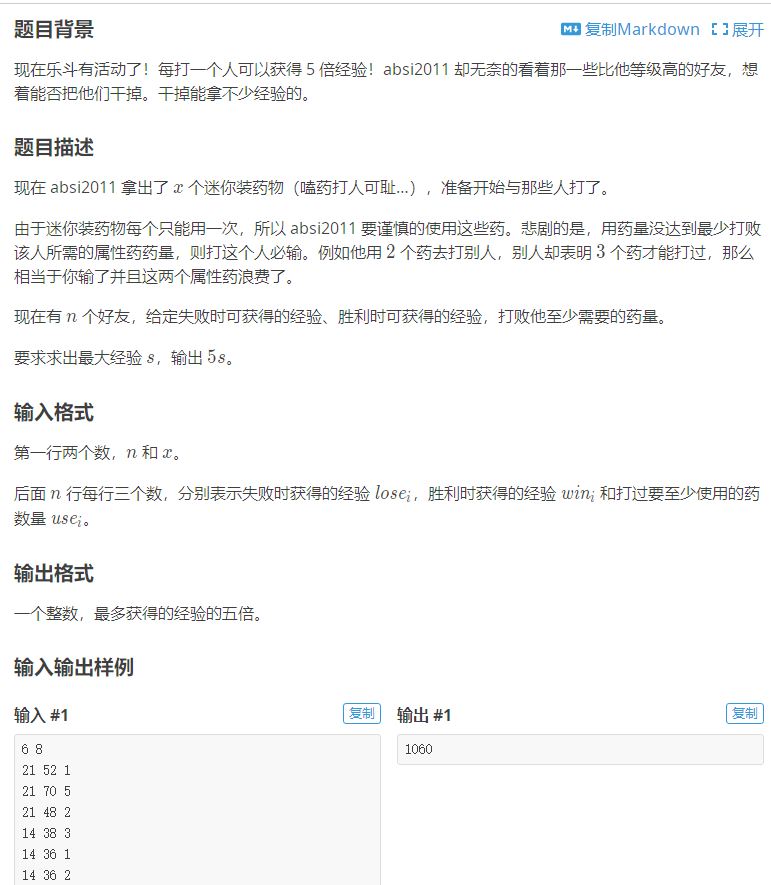 题目背景
复制Markdown 展开
现在乐斗有活动了！每打一个人可以获得 5 倍经验！absi2011 却无奈的看着那一些比他等级高的好友，想
着能否把他们干掉。干掉能拿不少经验的。
题目描述
现在 absi2011 拿出了 x 个迷你装药物（嗑药打人可耻…），准备开始与那些人打了。
由于迷你装药物每个只能用一次，所以 absi2011 要谨慎的使用这些药。悲剧的是，用药量没达到最少打败
该人所需的属性药药量，则打这个人必输。例如他用 2 个药去打别人，别人却表明 3 个药才能打过，那么
相当于你输了并且这两个属性药浪费了。
现在有 n 个好友，给定失败时可获得的经验、胜利时可获得的经验，打败他至少需要的药量。
要求求出最大经验 s，输出 5s。
输入格式
第一行两个数，n 和 x。
后面 n 行每行三个数，分别表示失败时获得的经验 lose_i，胜利时获得的经验 win_i 和打过要至少使用的药
数量 use_i。
输出格式
一个整数，最多获得的经验的五倍。
输入输出样例
输入 #1
复制
6 8
21 52 1
21 70 5
21 48 2
14 38 3
14 36 1
14 36 2
输出 #1
复制
1060